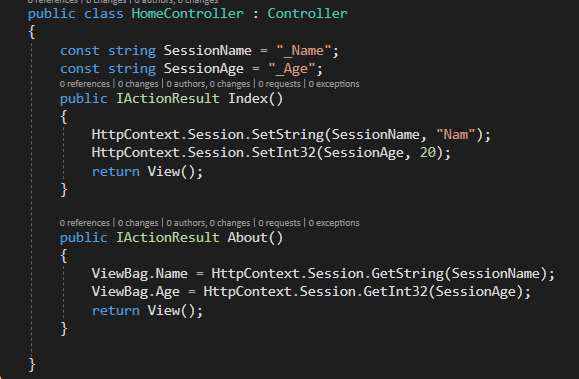 0 references | 0 changes | 0 authors, 0 changes
public class HomeController : Controller
{
const string SessionName = "_Name";
const string SessionAge = "_Age";
0 references | 0 changes | 0 authors, 0 changes | 0 requests | 0 exceptions
public IActionResult Index()
{
HttpContext.Session.SetString(SessionName, "Nam");
HttpContext.Session.SetInt32(SessionAge, 20);
return View();
}
0 references | 0 changes | 0 authors, 0 changes | 0 requests | 0 exceptions
public IActionResult About()
{
ViewBag.Name = HttpContext.Session.GetString(SessionName);
ViewBag.Age = HttpContext.Session.GetInt32(SessionAge);
return View();
}
}